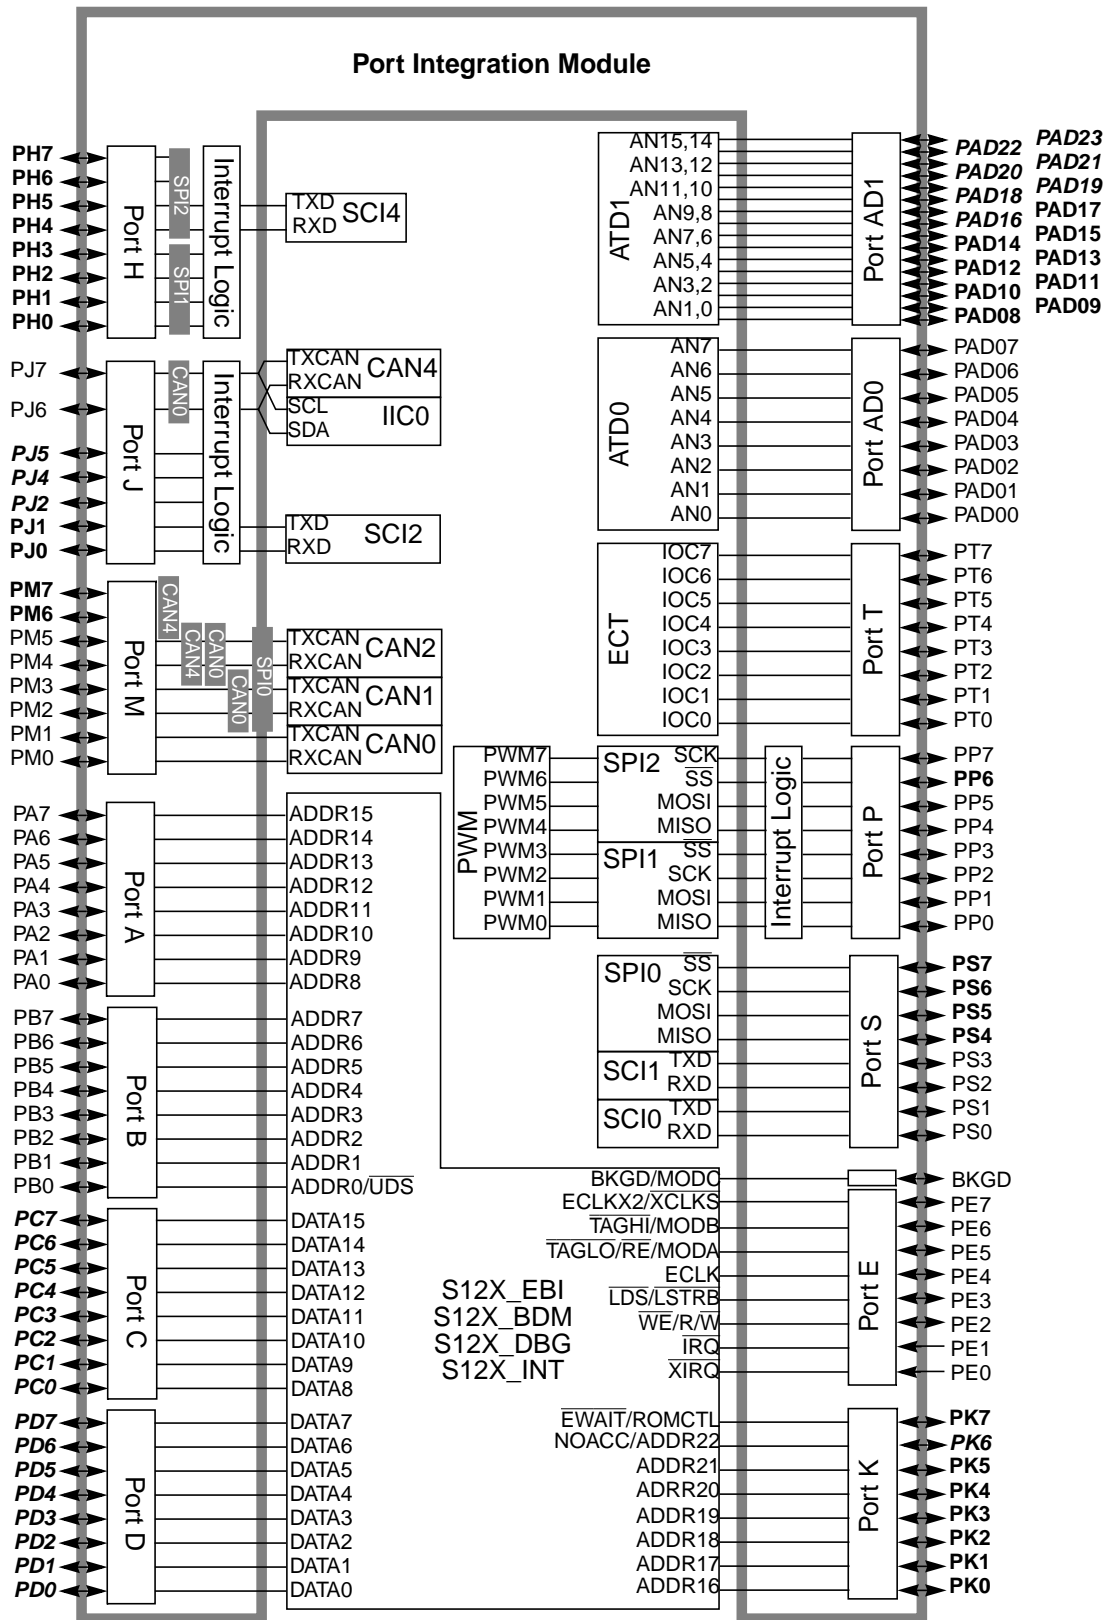 Port Integration Module
PH7
PH6
PH5
PH4
PH3
PH2
PH1
PH0
Port H
SPI2
SPI1
Interrupt Logic
TXD
RXD
SCI4
PJ7
PJ6
PJ5
PJ4
PJ2
PJ1
PJ0
Port J
CAN0
Interrupt Logic
TXCAN
RXCAN
CAN4
SCL
SDA
IIC0
TXD
RXD
SCI2
PM7
PM6
PM5
PM4
PM3
PM2
PM1
PM0
Port M
CAN4
CAN4
CAN0
CAN0
SPI0
TXCAN
RXCAN
CAN2
TXCAN
RXCAN
CAN1
TXCAN
RXCAN
CAN0
PA7
PA6
PA5
PA4
PA3
PA2
PA1
PA0
Port A
ADDR15
ADDR14
ADDR13
ADDR12
ADDR11
ADDR10
ADDR9
ADDR8
PB7
PB6
PB5
PB4
PB3
PB2
PB1
PB0
Port B
ADDR7
ADDR6
ADDR5
ADDR4
ADDR3
ADDR2
ADDR1
ADDR0/UDS
PC7
PC6
PC5
PC4
PC3
PC2
PC1
PC0
Port C
DATA15
DATA14
DATA13
DATA12
DATA11
DATA10
DATA9
DATA8
PD7
PD6
PD5
PD4
PD3
PD2
PD1
PD0
Port D
DATA7
DATA6
DATA5
DATA4
DATA3
DATA2
DATA1
DATA0
S12X_EBI
S12X_BDM
S12X_DBG
S12X_INT
ATD1
AN15,14
AN13,12
AN11,10
AN9,8
AN7,6
AN5,4
AN3,2
AN1,0
Port AD1
PAD23
PAD22
PAD21
PAD20
PAD19
PAD18
PAD17
PAD16
PAD15
PAD14
PAD13
PAD12
PAD11
PAD10
PAD09
PAD08
ATD0
AN7
AN6
AN5
AN4
AN3
AN2
AN1
AN0
Port AD0
PAD07
PAD06
PAD05
PAD04
PAD03
PAD02
PAD01
PAD00
ECT
IOC7
IOC6
IOC5
IOC4
IOC3
IOC2
IOC1
IOC0
Port T
PT7
PT6
PT5
PT4
PT3
PT2
PT1
PT0
PWM
PWM7
PWM6
PWM5
PWM4
PWM3
PWM2
PWM1
PWM0
SPI2
SCK
SS
MOSI
MISO
SPI1
SS
SCK
MOSI
MISO
Interrupt Logic
Port P
PP7
PP6
PP5
PP4
PP3
PP2
PP1
PP0
SPI0
SS
SCK
MOSI
MISO
SCI1
TXD
RXD
SCI0
TXD
RXD
Port S
PS7
PS6
PS5
PS4
PS3
PS2
PS1
PS0
BKGD/MODC
BKGD
ECLKX2/XCLKS
TAGHI/MODB
TAGLO/RE/MODA
ECLK
LDS/LSTRB
WE/R/W
IRQ
XIRQ
Port E
PE7
PE6
PE5
PE4
PE3
PE2
PE1
PE0
EWAIT/ROMCTL
NOACC/ADDR22
ADDR21
ADRR20
ADDR19
ADDR18
ADDR17
ADDR16
Port K
PK7
PK6
PK5
PK4
PK3
PK2
PK1
PK0